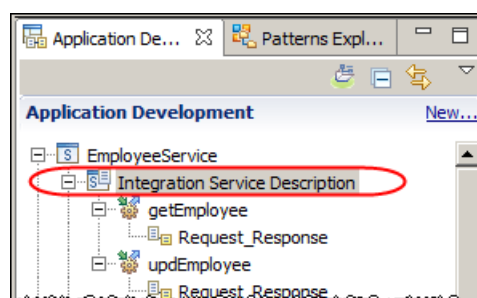 Application De... Patterns Expl...
Application Development New...
EmployeeService
Integration Service Description
getEmployee
Request_Response
updEmployee
Request_Response